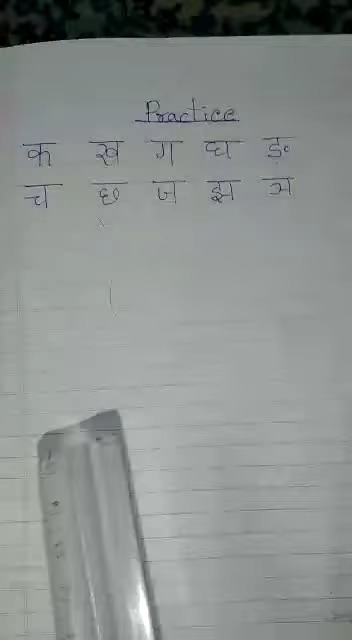 Practice
क ख ग घ ङ
च छ ज झ ञ